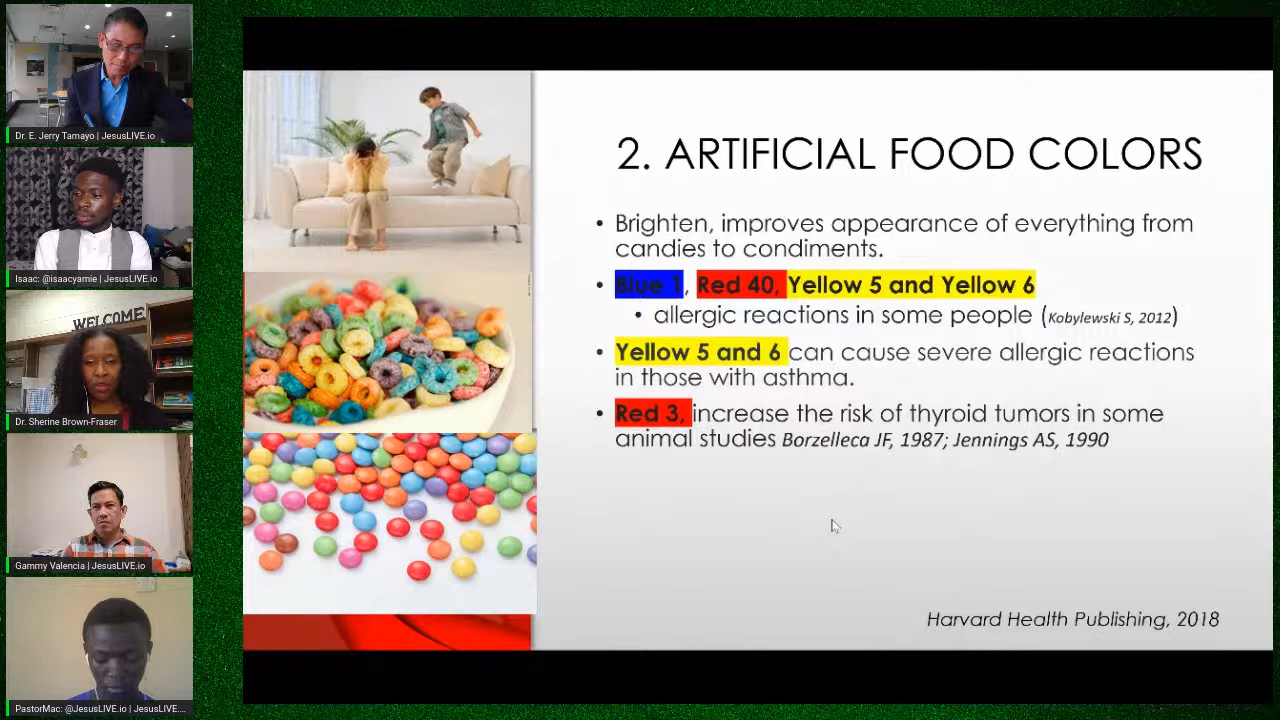 Dr. E. Jerry Tamayo | JesusLIVE.io
WELCOME
Isaac: @isaacyamie | JesusLIVE.io
Dr. Sherine Brown-Fraser
Gammy Valencia | JesusLIVE.io
PastorMac: @JesusLIVE.io | JesusLIVE....
2. ARTIFICIAL FOOD COLORS
• Brighten, improves appearance of everything from
candies to condiments.
• Blue 1, Red 40, Yellow 5 and Yellow 6
• allergic reactions in some people (Kobylewski S, 2012)
• Yellow 5 and 6 can cause severe allergic reactions
in those with asthma.
• Red 3, increase the risk of thyroid tumors in some
animal studies Borzelleca JF, 1987; Jennings AS, 1990
Harvard Health Publishing, 2018